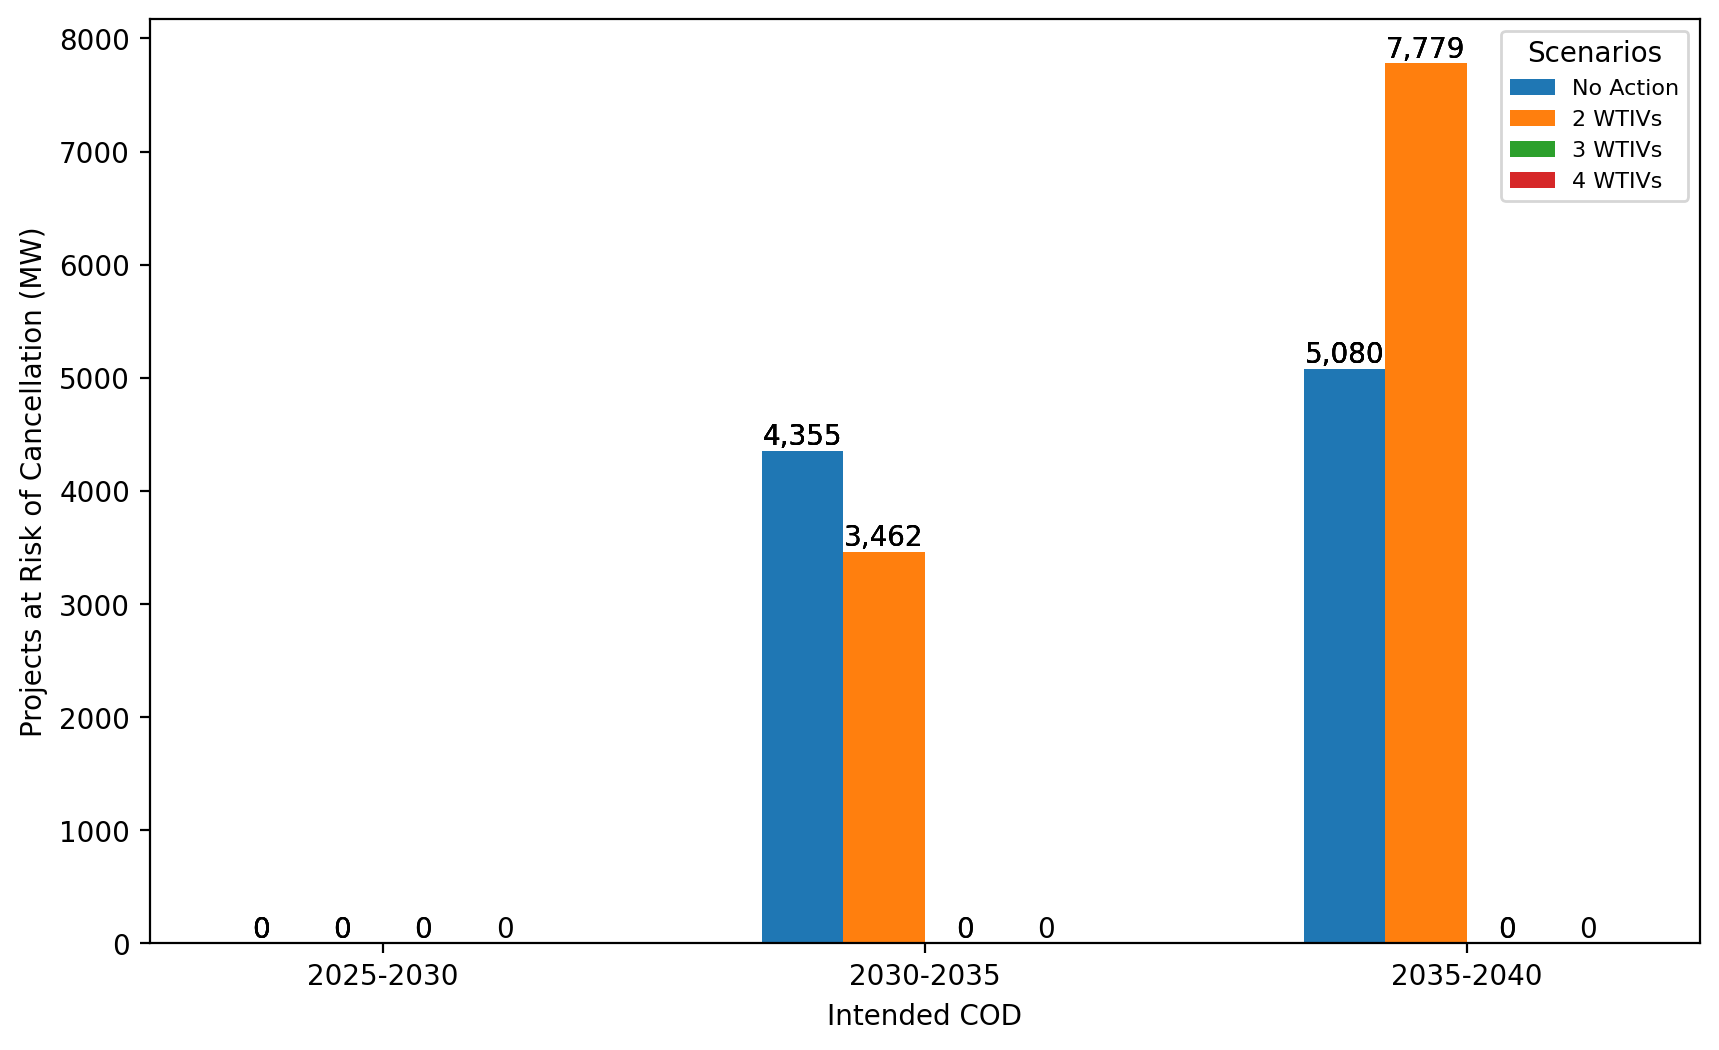 Projects at Risk of Cancellation (MW)
8000
7000
6000
5000
4000
3000
2000
1000
0
Scenarios
No Action
2 WTIVs
3 WTIVs
4 WTIVs
0 0 0 0
4,355
3,462
0 0
5,080
7,779
0 0
2025-2030 2030-2035 2035-2040
Intended COD